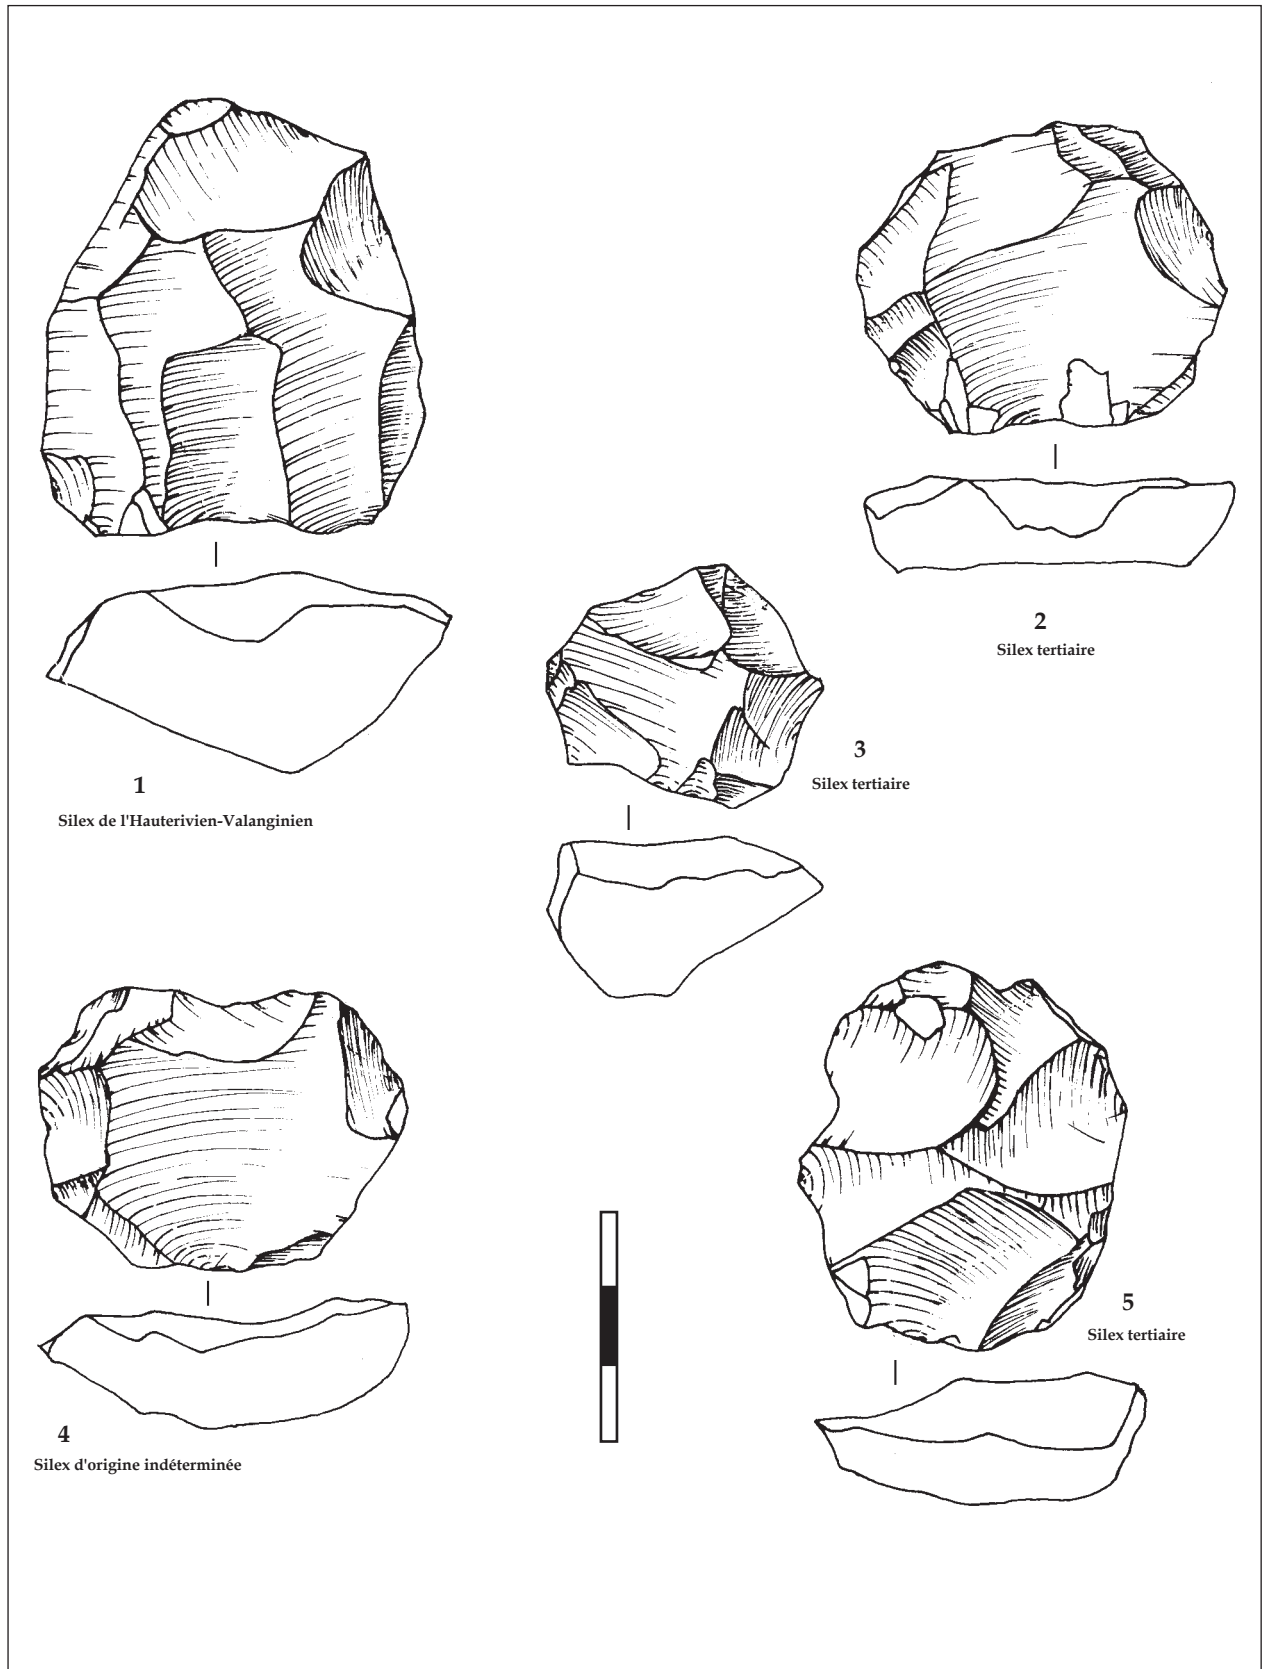 2
Silex tertiaire
3
Silex tertiaire
1
Silex de l'Hauterivien-Valanginien
5
Silex tertiaire
4
Silex d'origine indéterminée